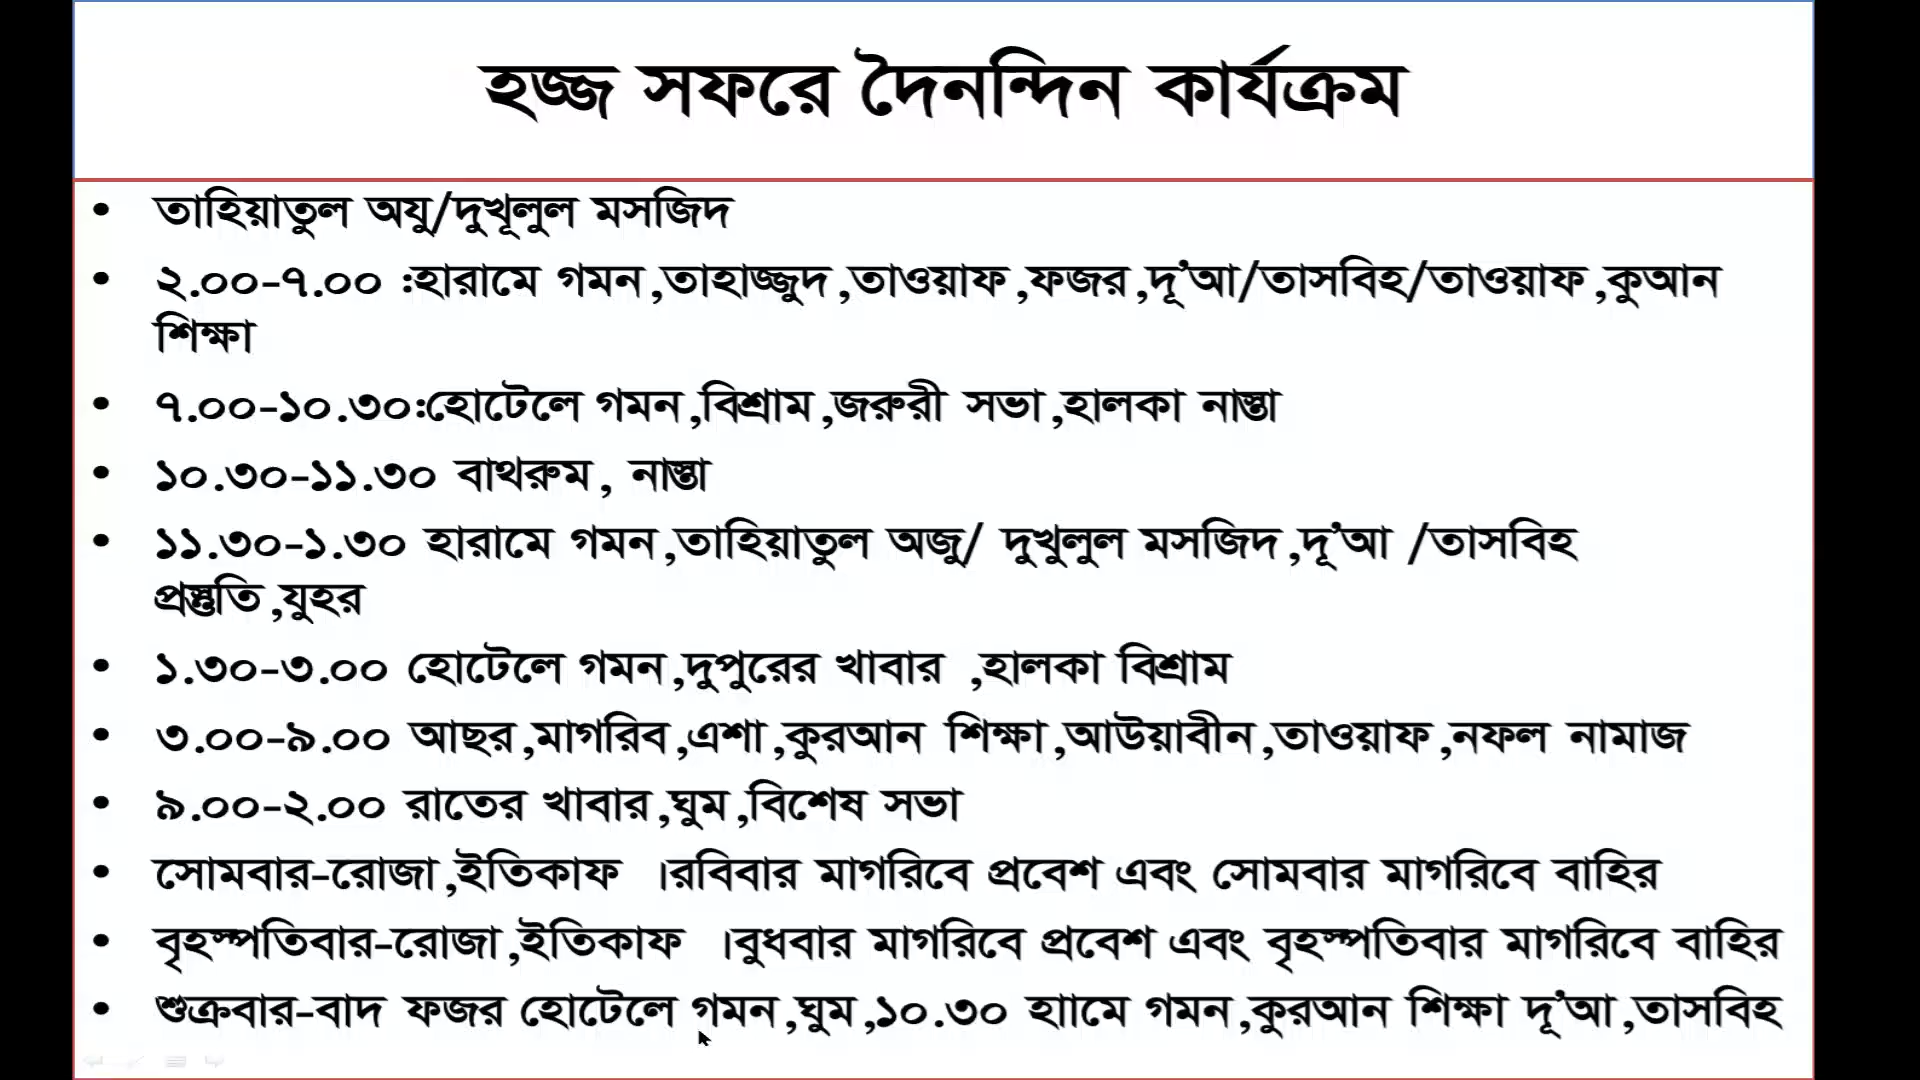 হজ্জ সফরে দৈনন্দিন কার্যক্রম
• তাহিয়াতুল অযু/দুখূলুল মসজিদ
• ২.০০-৭.০০ :হারামে গমন,তাহাজ্জুদ,তাওয়াফ,ফজর,দূ’আ/তাসবিহ/তাওয়াফ,কুআন
শিক্ষা
• ৭.০০-১০.৩০:হোটেলে গমন,বিশ্রাম,জরুরী সভা,হালকা নাস্তা
• ১০.৩০-১১.৩০ বাথরুম, নাস্তা
• ১১.৩০-১.৩০ হারামে গমন,তাহিয়াতুল অজু/ দুখুলুল মসজিদ,দূ’আ /তাসবিহ
প্রস্তুতি,যুহর
• ১.৩০-৩.০০ হোটেলে গমন,দুপুরের খাবার ,হালকা বিশ্রাম
• ৩.০০-৯.০০ আছর,মাগরিব,এশা,কুরআন শিক্ষা,আউয়াবীন,তাওয়াফ,নফল নামাজ
• ৯.০০-২.০০ রাতের খাবার,ঘুম,বিশেষ সভা
• সোমবার-রোজা,ইতিকাফ ।রবিবার মাগরিবে প্রবেশ এবং সোমবার মাগরিবে বাহির
• বৃহস্পতিবার-রোজা,ইতিকাফ ।বুধবার মাগরিবে প্রবেশ এবং বৃহস্পতিবার মাগরিবে বাহির
• শুক্রবার-বাদ ফজর হোটেলে গমন,ঘুম,১০.৩০ হাামে গমন,কুরআন শিক্ষা দূ’আ,তাসবিহ